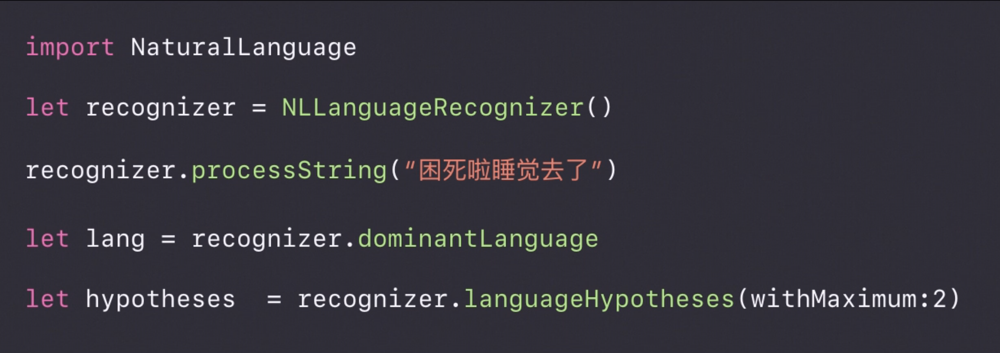 import NaturalLanguage
let recognizer = NLLanguageRecognizer()
recognizer.processString("困死啦睡觉去了")
let lang = recognizer.dominantLanguage
let hypotheses  = recognizer.languageHypotheses(withMaximum:2)